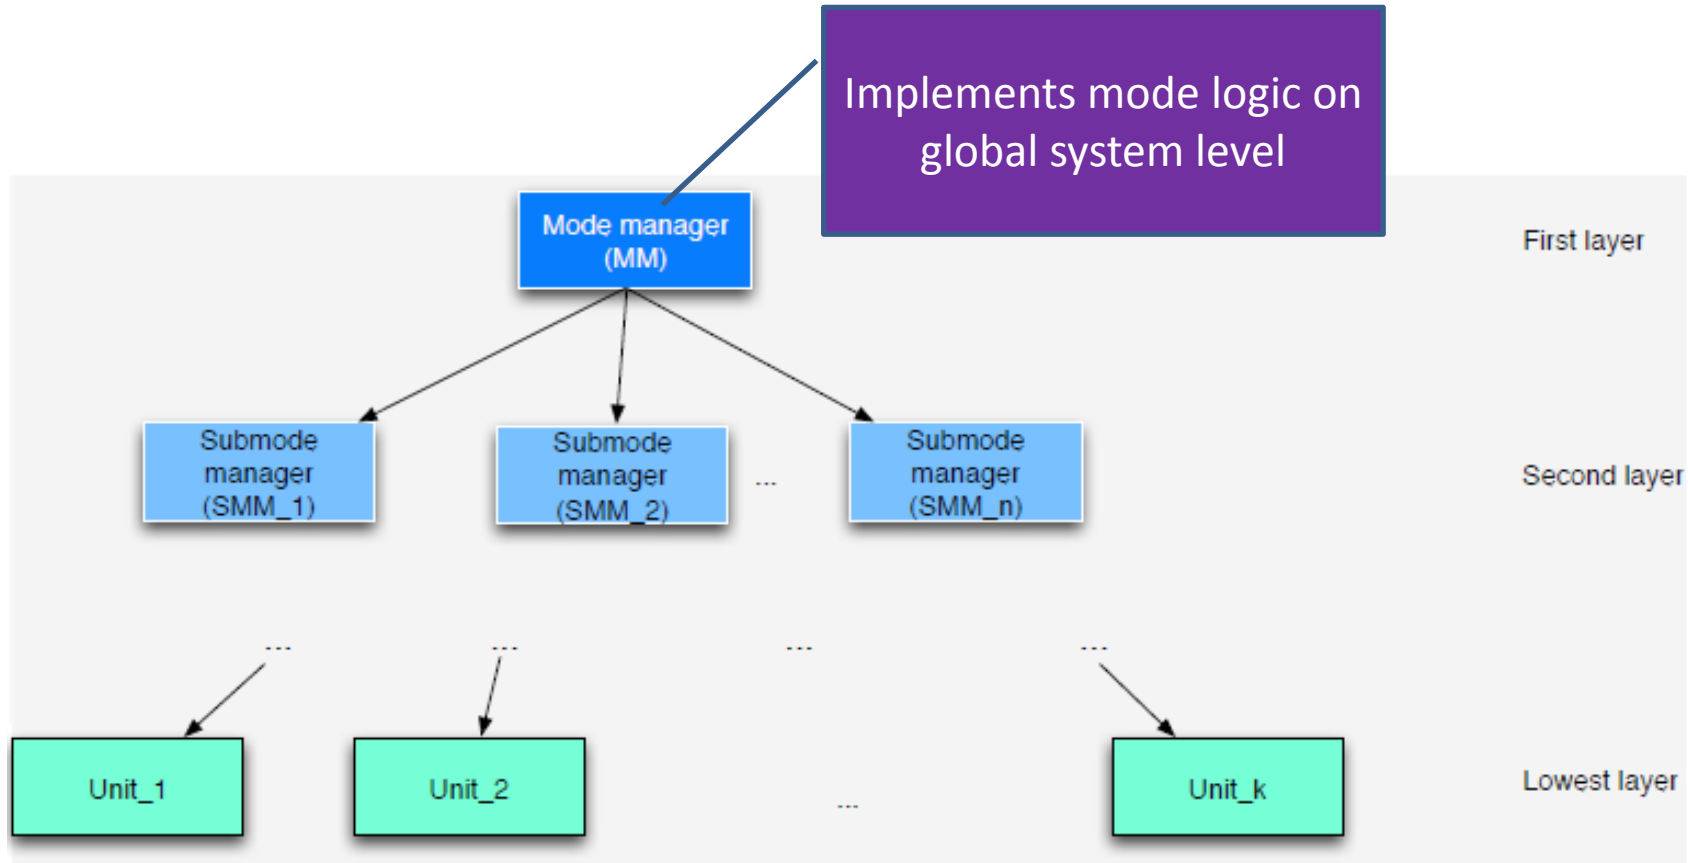 Implements mode logic on
global system level
Mode manager
(MM)
First layer
Submode
manager
(SMM_1)
Submode
manager
(SMM_2)
...
Submode
manager
(SMM_n)
Second layer
...
...
...
...
Unit_1
Unit_2
...
Unit_k
Lowest layer